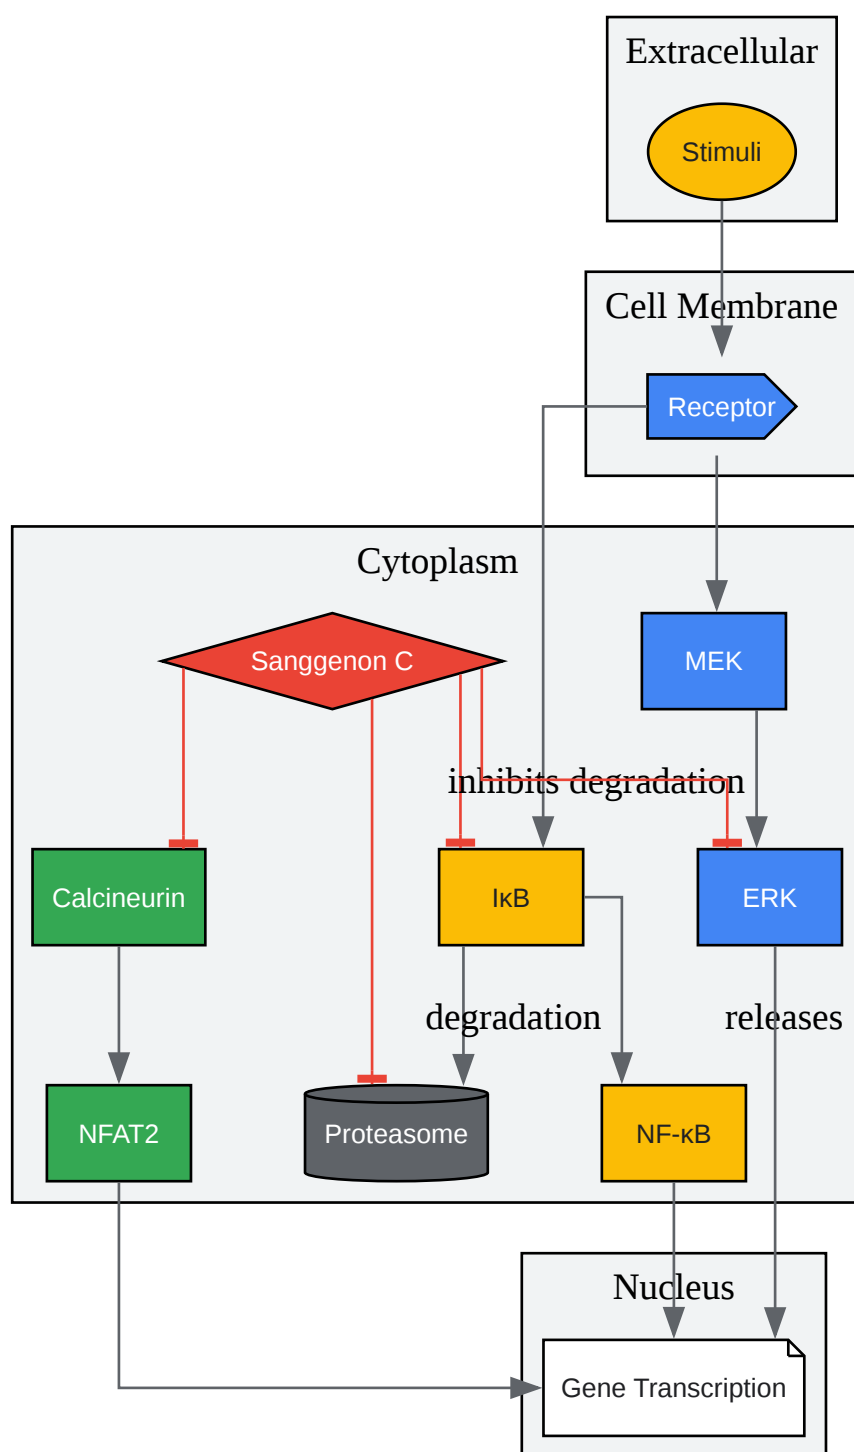 Extracellular
Stimuli
Cell Membrane
Receptor
Cytoplasm
Sanggenon C
MEK
inhibits degradation
Calcineurin
IκB
ERK
degradation
releases
NFAT2
Proteasome
NF-κB
Nucleus
Gene Transcription